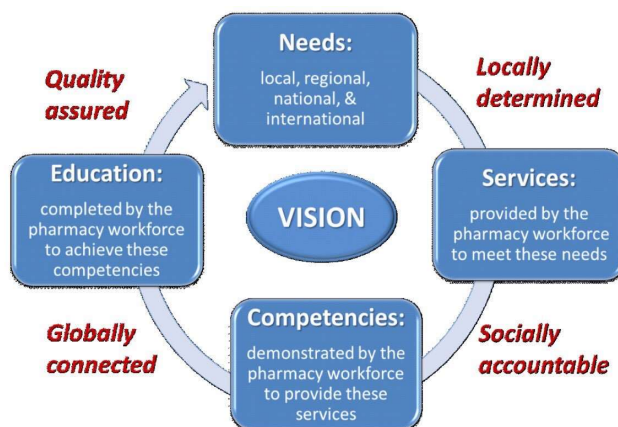 Needs:
local, regional,
national, &
international
Quality
assured
Locally
determined
Education:
completed by the
pharmacy workforce
to achieve these
competencies
VISION
Services:
provided by the
pharmacy workforce
to meet these needs
Globally
connected
Competencies:
demonstrated by the
pharmacy workforce
to provide these
services
Socially
accountable